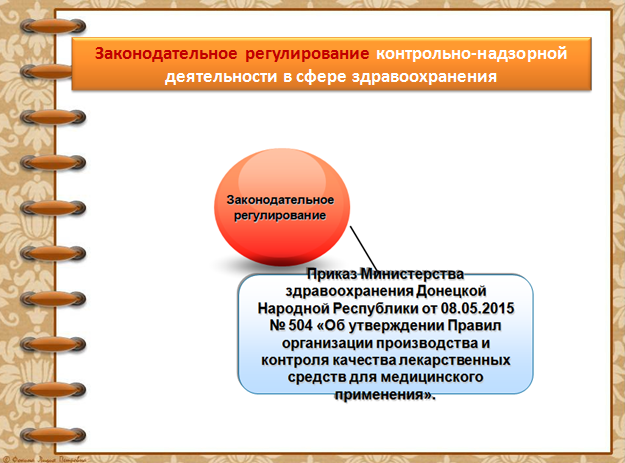 Законодательное регулирование контрольно-надзорной
деятельности в сфере здравоохранения
Законодательное
регулирование
Приказ Министерства
здравоохранения Донецкой
Народной Республики от 08.05.2015
№ 504 «Об утверждении Правил
организации производства и
контроля качества лекарственных
средств для медицинского
применения».